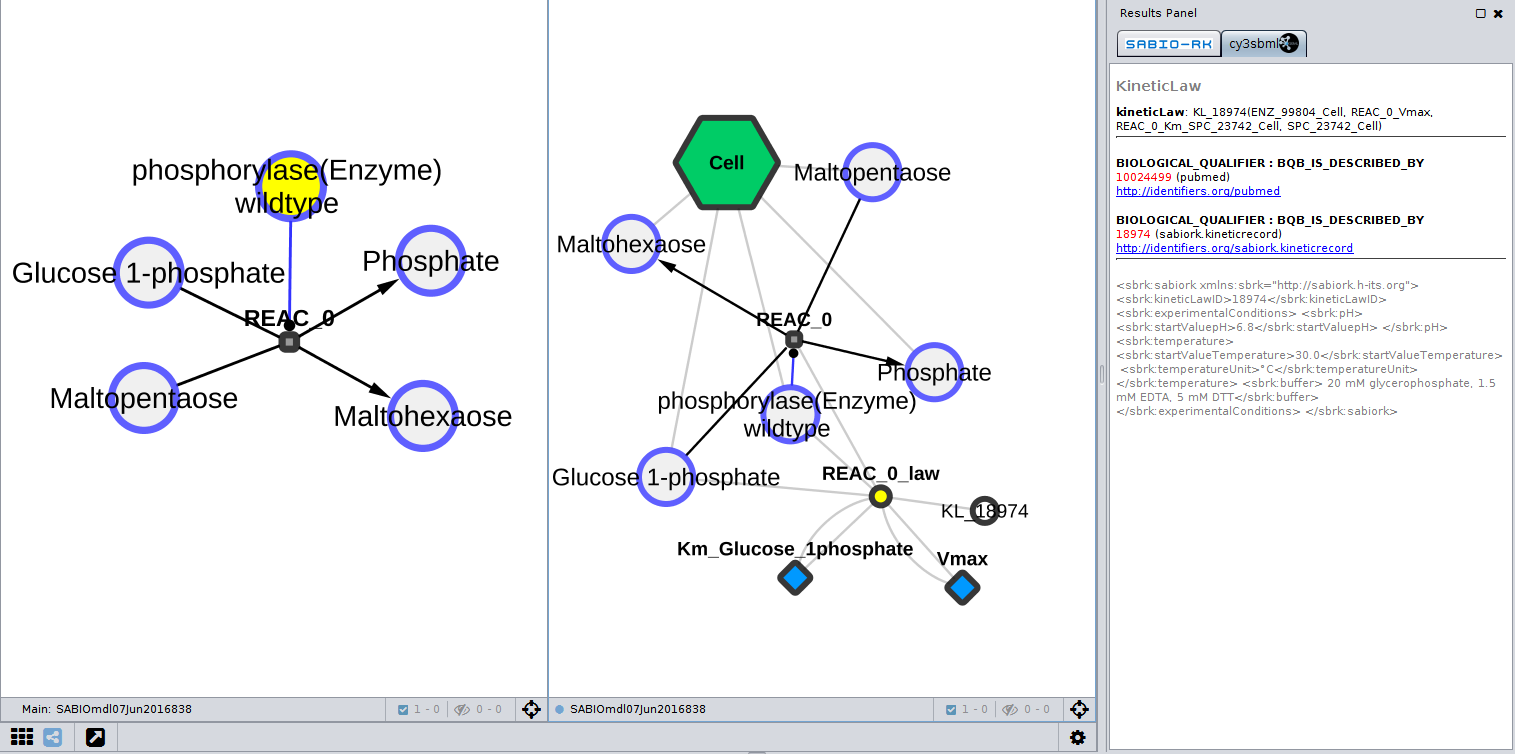 phosphorylase(Enzyme)
wildtype
Glucose 1-phosphate
Phosphate
REAC_0
Maltopentaose
Maltohexaose
Main: SABIOmdl07Jun2016838
1 - 0
0 - 0
Cell
Maltopentaose
Maltohexaose
REAC_0
Phosphate
phosphorylase(Enzyme)
wildtype
Glucose 1-phosphate
REAC_0_law
KL_18974
Km_Glucose_1phosphate
Vmax
SABIOmdl07Jun2016838
1 - 0
0 - 0
Results Panel
SABIO-RK
cy3sbml
KineticLaw
kineticLaw: KL_18974(ENZ_99804_Cell, REAC_0_Vmax,
REAC_0_Km_SPC_23742_Cell, SPC_23742_Cell)
BIOLOGICAL_QUALIFIER : BQB_IS_DESCRIBED_BY
10024499 (pubmed)
http://identifiers.org/pubmed
BIOLOGICAL_QUALIFIER : BQB_IS_DESCRIBED_BY
18974 (sabiork.kineticrecord)
http://identifiers.org/sabiork.kineticrecord
<sbrk:sabiork xmlns:sbrk="http://sabiork.h-its.org">
<sbrk:kineticLawID>18974</sbrk:kineticLawID>
<sbrk:experimentalConditions> <sbrk:pH>
<sbrk:startValuepH>6.8</sbrk:startValuepH> </sbrk:pH>
<sbrk:temperature>
<sbrk:startValueTemperature>30.0</sbrk:startValueTemperature>
<sbrk:temperatureUnit>°C</sbrk:temperatureUnit>
</sbrk:temperature> <sbrk:buffer> 20 mM glycerophosphate, 1.5
mM EDTA, 5 mM DTT</sbrk:buffer>
</sbrk:experimentalConditions> </sbrk:sabiork>